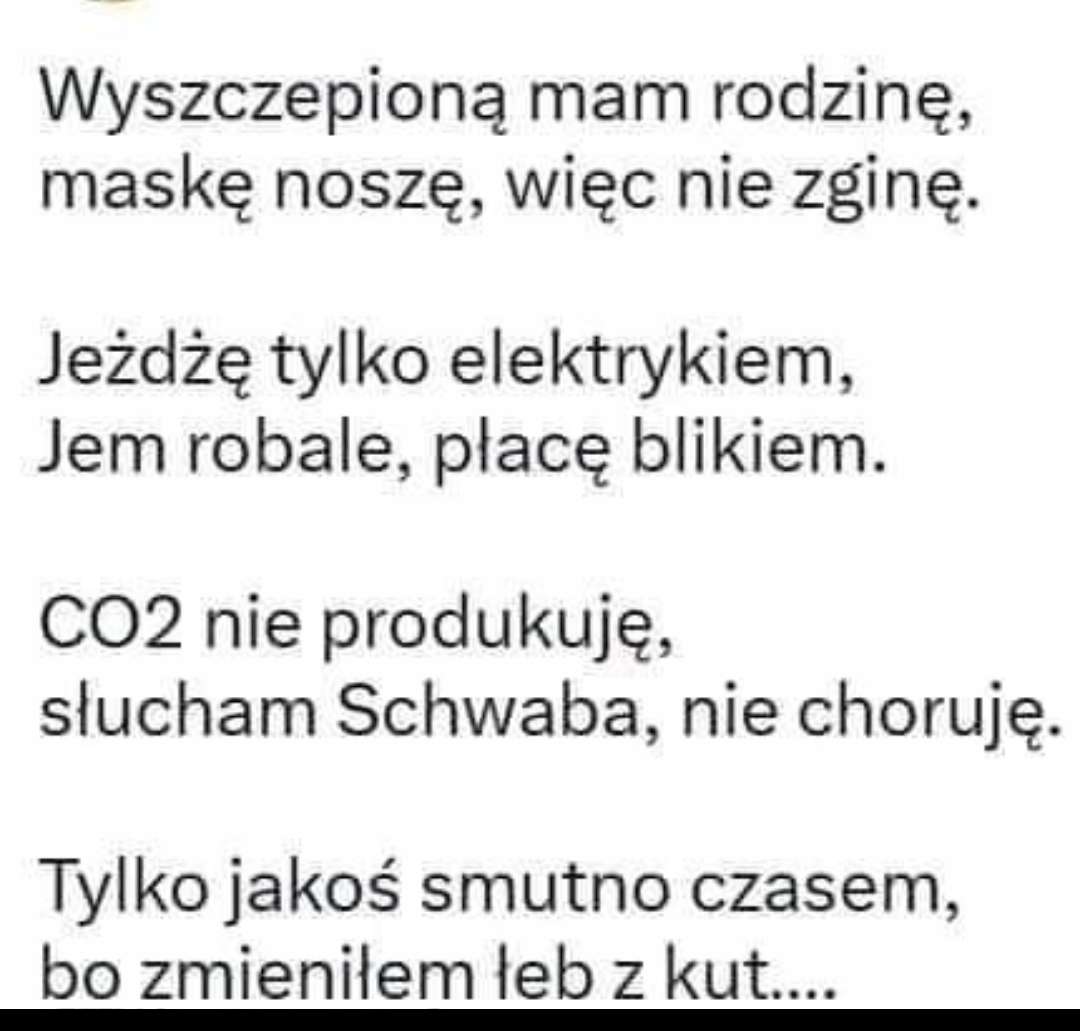 Wyszczepioną mam rodzinę,
maskę noszę, więc nie zginę.
Jeżdżę tylko elektrykiem,
Jem robale, płacę blikiem.
CO2 nie produkuję,
słucham Schwaba, nie choruję.
Tylko jakoś smutno czasem,
bo zmieniłem łeb z kut....